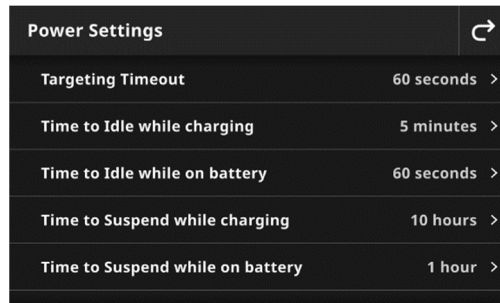 Power Settings
Targeting Timeout 60 seconds
Time to Idle while charging 5 minutes
Time to Idle while on battery 60 seconds
Time to Suspend while charging 10 hours
Time to Suspend while on battery 1 hour